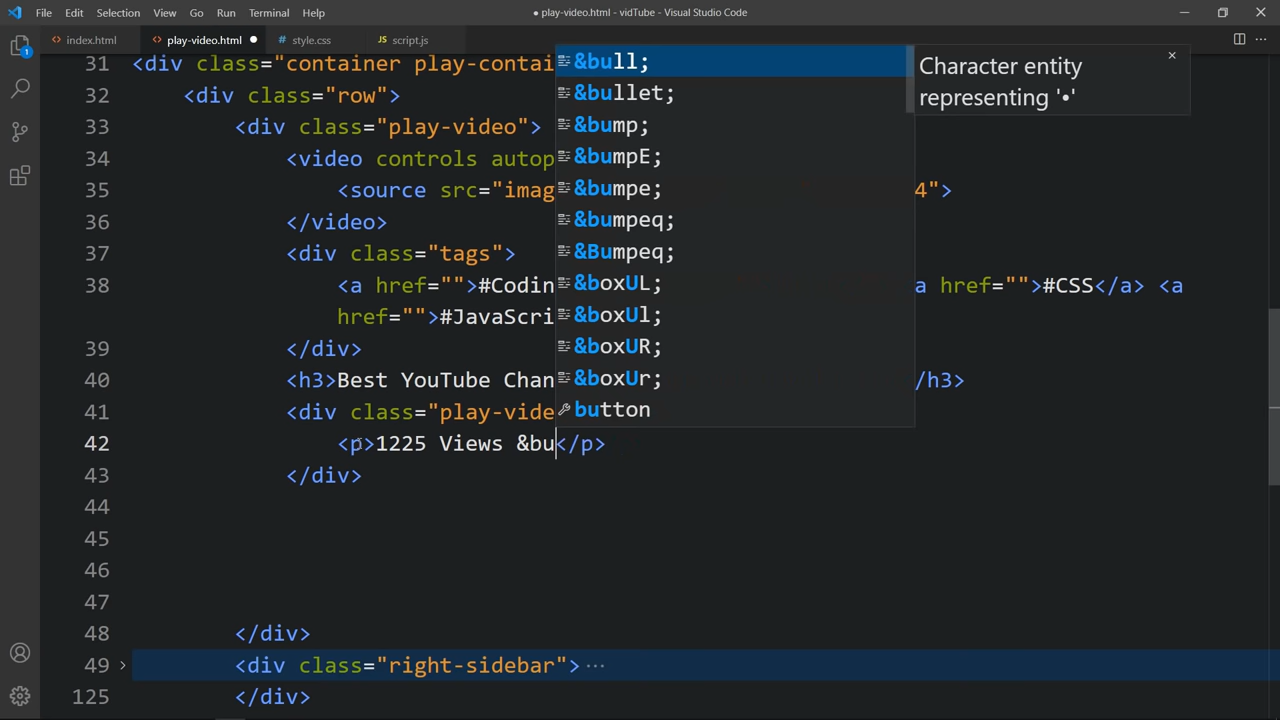 File Edit Selection View Go Run Terminal Help
● play-video.html - vidTube - Visual Studio Code
index.html play-video.html style.css JS script.js
31 <div class="container play-contai
32 <div class="row">
33 <div class="play-video">
34 <video controls autop
35 <source src="imag 4">
36 </video>
37 <div class="tags">
38 <a href="">#Codin a href="">#CSS</a> <a
href="">#JavaScri
39 </div>
40 <h3>Best YouTube Chan /h3>
41 <div class="play-vide
42 <p>1225 Views &bu</p>
43 </div>
44
45
46
47
48 </div>
49 <div class="right-sidebar"> ···
125 </div>
&bull;
&bullet;
&bump;
&bumpE;
&bumpe;
&bumpeq;
&Bumpeq;
&boxUL;
&boxUl;
&boxUR;
&boxUr;
button
Character entity
representing '•'
1